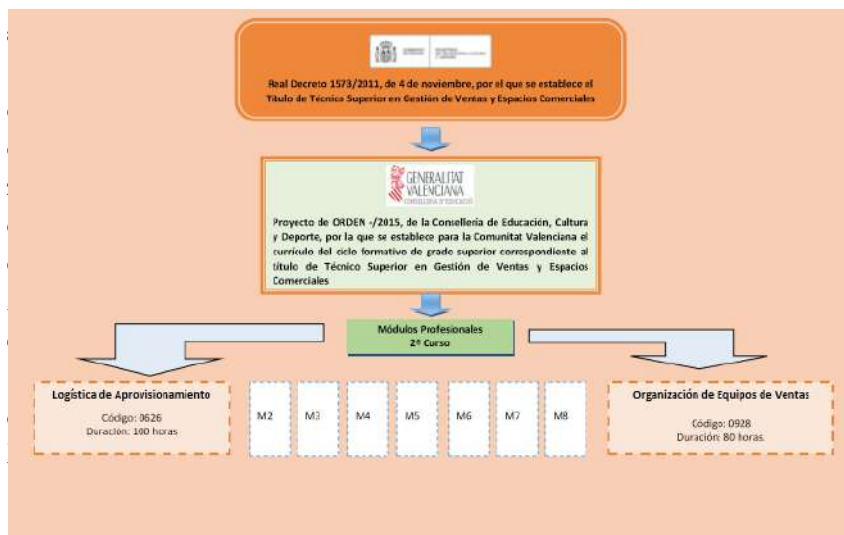 Real Decreto 1573/2011, de 4 de noviembre, por el que se establece el
Título de Técnico Superior en Gestión de Ventas y Espacios Comerciales
GENERALITAT
VALENCIANA
CONSELLERIA D'EDUCACIÓ
Proyecto de ORDEN -/2015, de la Consellería de Educación, Cultura
y Deporte, por la que se establece para la Comunitat Valenciana el
currículo del ciclo formativo de grado superior correspondiente al
título de Técnico Superior en Gestión de Ventas y Espacios
Comerciales
Módulos Profesionales
2º Curso
Logística de Aprovisionamiento
Código: 0626
Duración: 100 horas
M2
M3
M4
M5
M6
M7
M8
Organización de Equipos de Ventas
Código: 0928
Duración: 80 horas